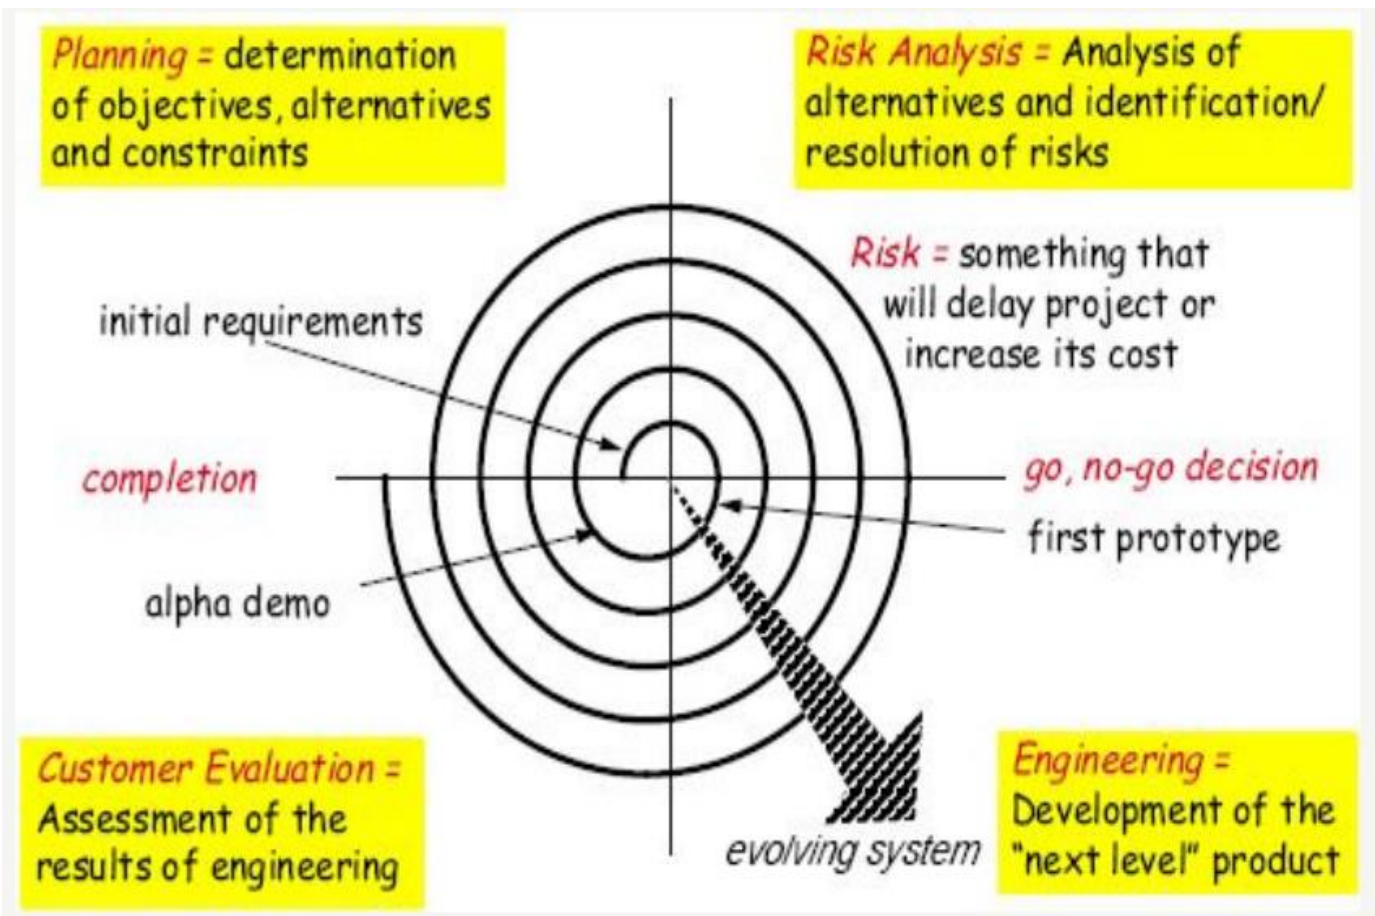 Planning = determination
of objectives, alternatives
and constraints
Risk Analysis = Analysis of
alternatives and identification/
resolution of risks
Risk = something that
will delay project or
increase its cost
initial requirements
completion
go, no-go decision
first prototype
alpha demo
Customer Evaluation =
Assessment of the
results of engineering
evolving system
Engineering =
Development of the
"next level" product